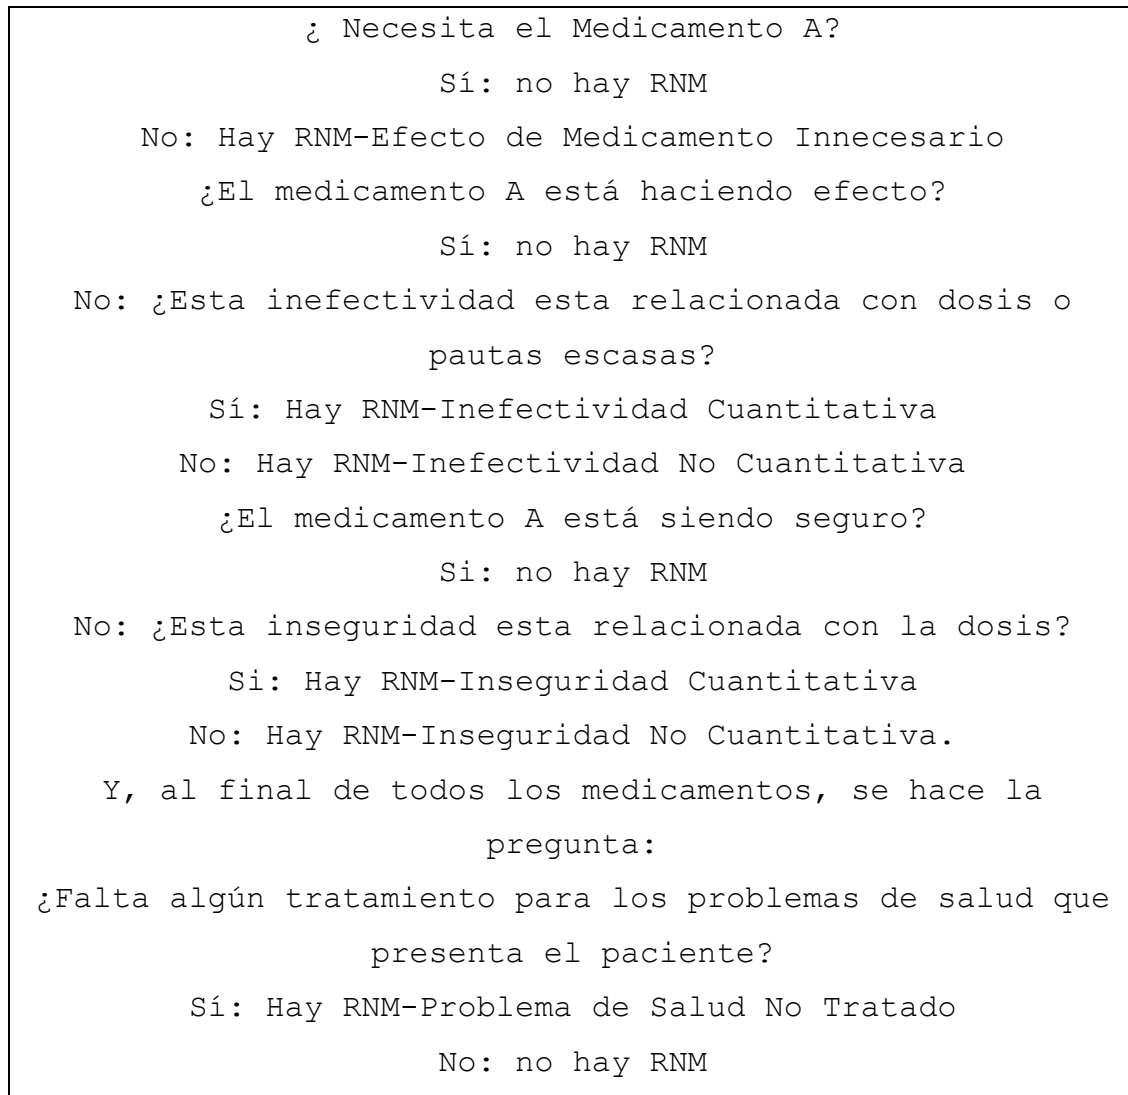 ¿ Necesita el Medicamento A?
Sí: no hay RNM
No: Hay RNM-Efecto de Medicamento Innecesario
¿El medicamento A está haciendo efecto?
Sí: no hay RNM
No: ¿Esta inefectividad esta relacionada con dosis o
pautas escasas?
Sí: Hay RNM-Inefectividad Cuantitativa
No: Hay RNM-Inefectividad No Cuantitativa
¿El medicamento A está siendo seguro?
Si: no hay RNM
No: ¿Esta inseguridad esta relacionada con la dosis?
Si: Hay RNM-Inseguridad Cuantitativa
No: Hay RNM-Inseguridad No Cuantitativa.
Y, al final de todos los medicamentos, se hace la
pregunta:
¿Falta algún tratamiento para los problemas de salud que
presenta el paciente?
Sí: Hay RNM-Problema de Salud No Tratado
No: no hay RNM